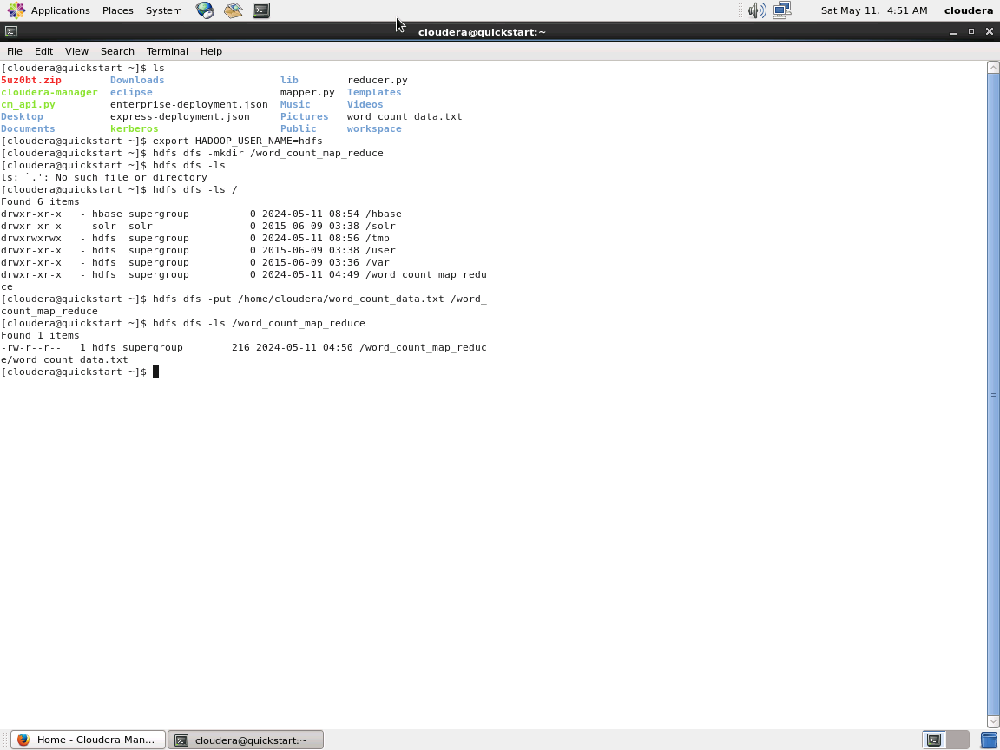 Applications Places System Sat May 11, 4:51 AM cloudera
cloudera@quickstart:~
File Edit View Search Terminal Help
[cloudera@quickstart ~]$ ls
5uz0bt.zip Downloads lib reducer.py
cloudera-manager eclipse mapper.py Templates
cm_api.py enterprise-deployment.json Music Videos
Desktop express-deployment.json Pictures word_count_data.txt
Documents kerberos Public workspace
[cloudera@quickstart ~]$ export HADOOP_USER_NAME=hdfs
[cloudera@quickstart ~]$ hdfs dfs -mkdir /word_count_map_reduce
[cloudera@quickstart ~]$ hdfs dfs -ls
ls: `.': No such file or directory
[cloudera@quickstart ~]$ hdfs dfs -ls /
Found 6 items
drwxr-xr-x - hbase supergroup 0 2024-05-11 08:54 /hbase
drwxr-xr-x - solr solr 0 2015-06-09 03:38 /solr
drwxrwxrwx - hdfs supergroup 0 2024-05-11 08:56 /tmp
drwxr-xr-x - hdfs supergroup 0 2015-06-09 03:38 /user
drwxr-xr-x - hdfs supergroup 0 2015-06-09 03:36 /var
drwxr-xr-x - hdfs supergroup 0 2024-05-11 04:49 /word_count_map_redu
ce
[cloudera@quickstart ~]$ hdfs dfs -put /home/cloudera/word_count_data.txt /word_
count_map_reduce
[cloudera@quickstart ~]$ hdfs dfs -ls /word_count_map_reduce
Found 1 items
-rw-r--r-- 1 hdfs supergroup 216 2024-05-11 04:50 /word_count_map_reduc
e/word_count_data.txt
[cloudera@quickstart ~]$
Home - Cloudera Man... cloudera@quickstart:~